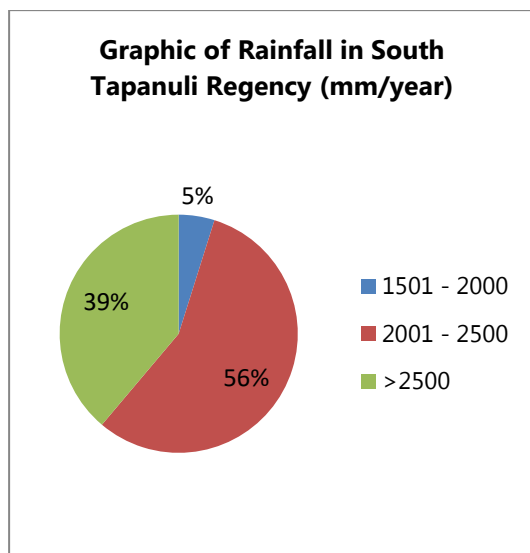 Graphic of Rainfall in South
Tapanuli Regency (mm/year)
5%
39%
56%
1501 - 2000
2001 - 2500
>2500